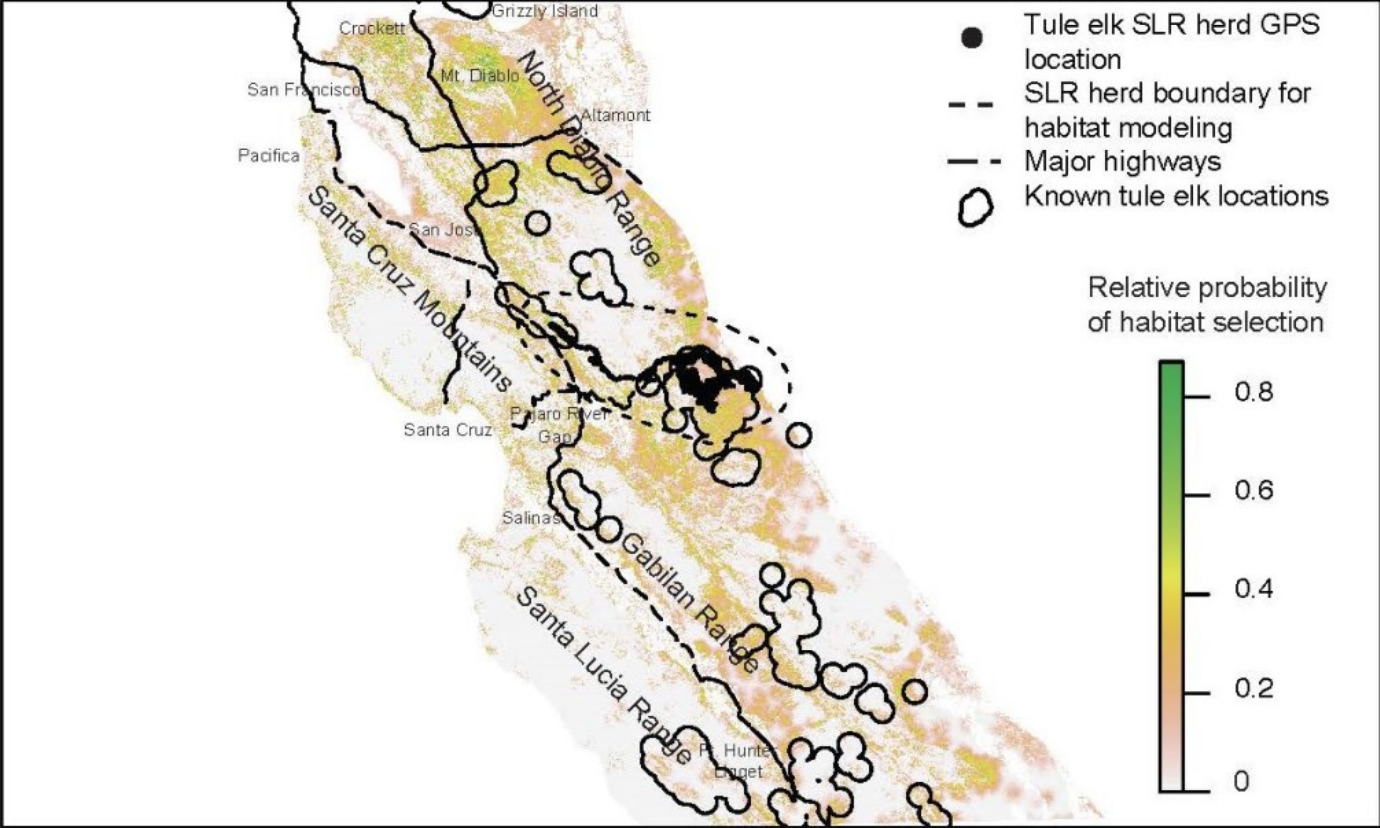 Grizzly Island
Crockett
Mt. Diablo
San Francisco
North Diablo Range
Altamont
Pacifica
San Jose
Santa Cruz Mountains
Pajaro River
Gap
Santa Cruz
Salinas
Gabilan Range
Santa Lucia Range
Ft. Hunter
Ligget
Tule elk SLR herd GPS
location
SLR herd boundary for
habitat modeling
Major highways
Known tule elk locations
Relative probability
of habitat selection
0.8
0.6
0.4
0.2
0